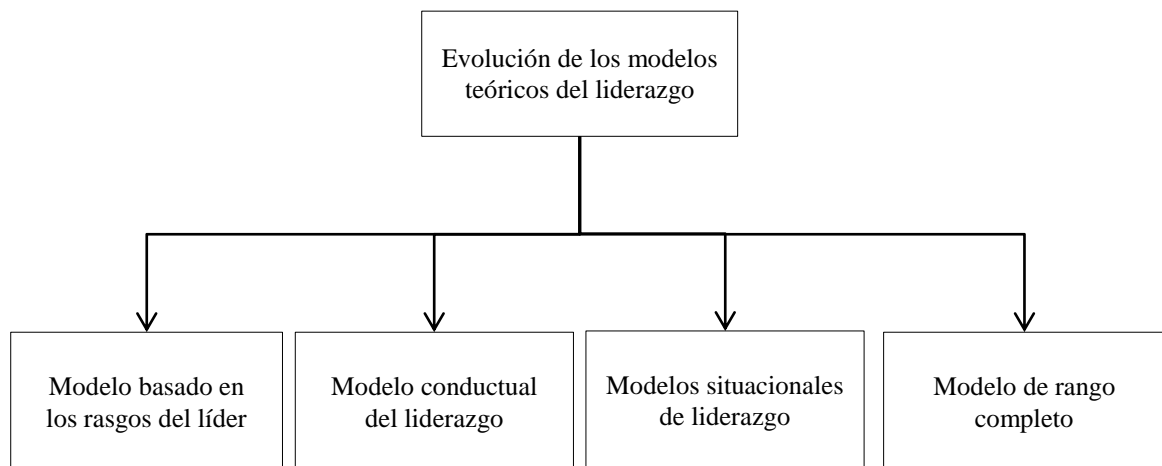 Evolución de los modelos
teóricos del liderazgo
Modelo basado en
los rasgos del líder
Modelo conductual
del liderazgo
Modelos situacionales
de liderazgo
Modelo de rango
completo